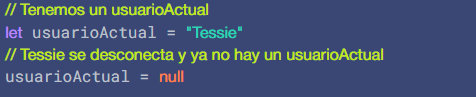 // Tenemos un usuarioActual
let usuarioActual = "Tessie"
// Tessie se desconecta y ya no hay un usuarioActual
usuarioActual = null